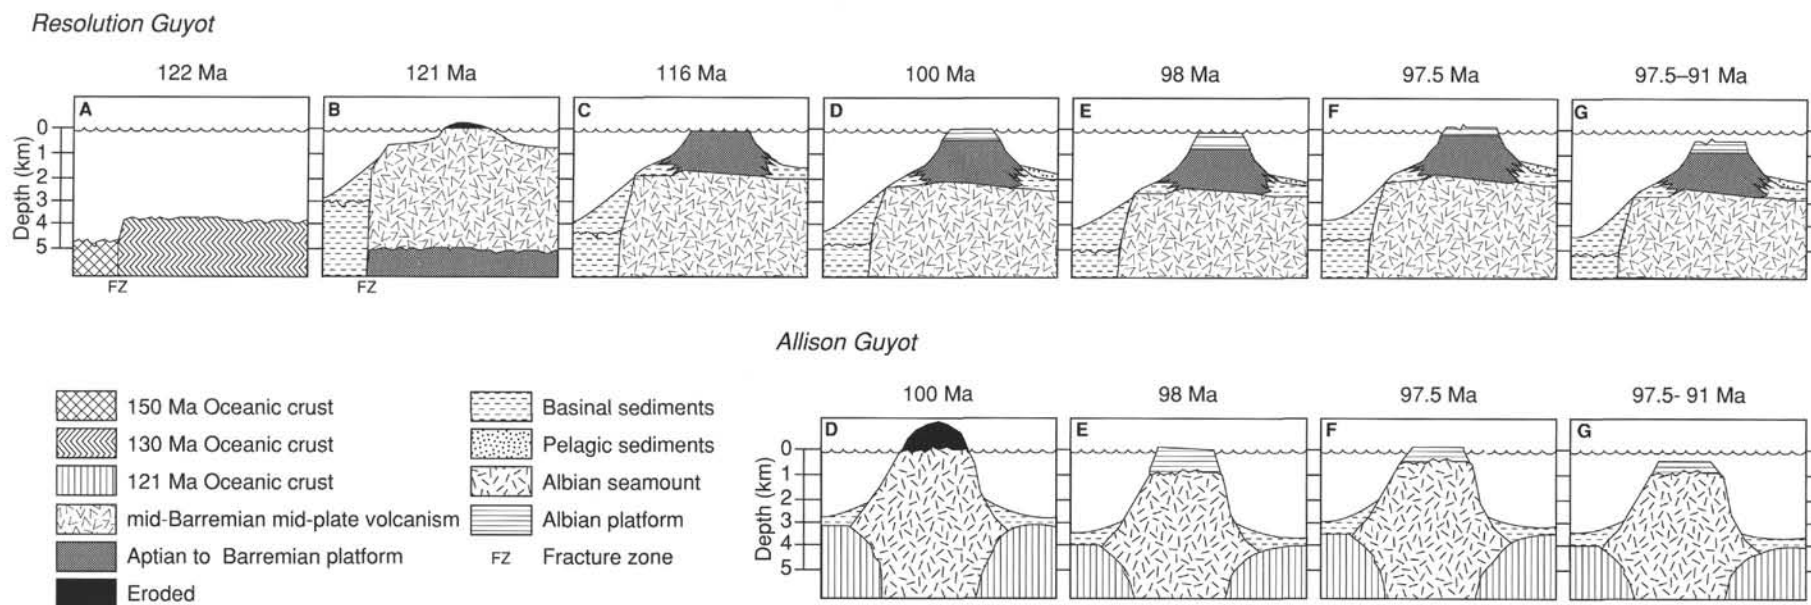 Resolution Guyot
122 Ma 121 Ma 116 Ma 100 Ma 98 Ma 97.5 Ma 97.5–91 Ma
A B C D E F G
Depth (km)
0
1
2
3
4
5
FZ FZ
Allison Guyot
100 Ma 98 Ma 97.5 Ma 97.5- 91 Ma
D E F G
Depth (km)
0
1
2
3
4
5
150 Ma Oceanic crust
130 Ma Oceanic crust
121 Ma Oceanic crust
mid-Barremian mid-plate volcanism
Aptian to Barremian platform
Eroded
Basinal sediments
Pelagic sediments
Albian seamount
Albian platform
FZ Fracture zone